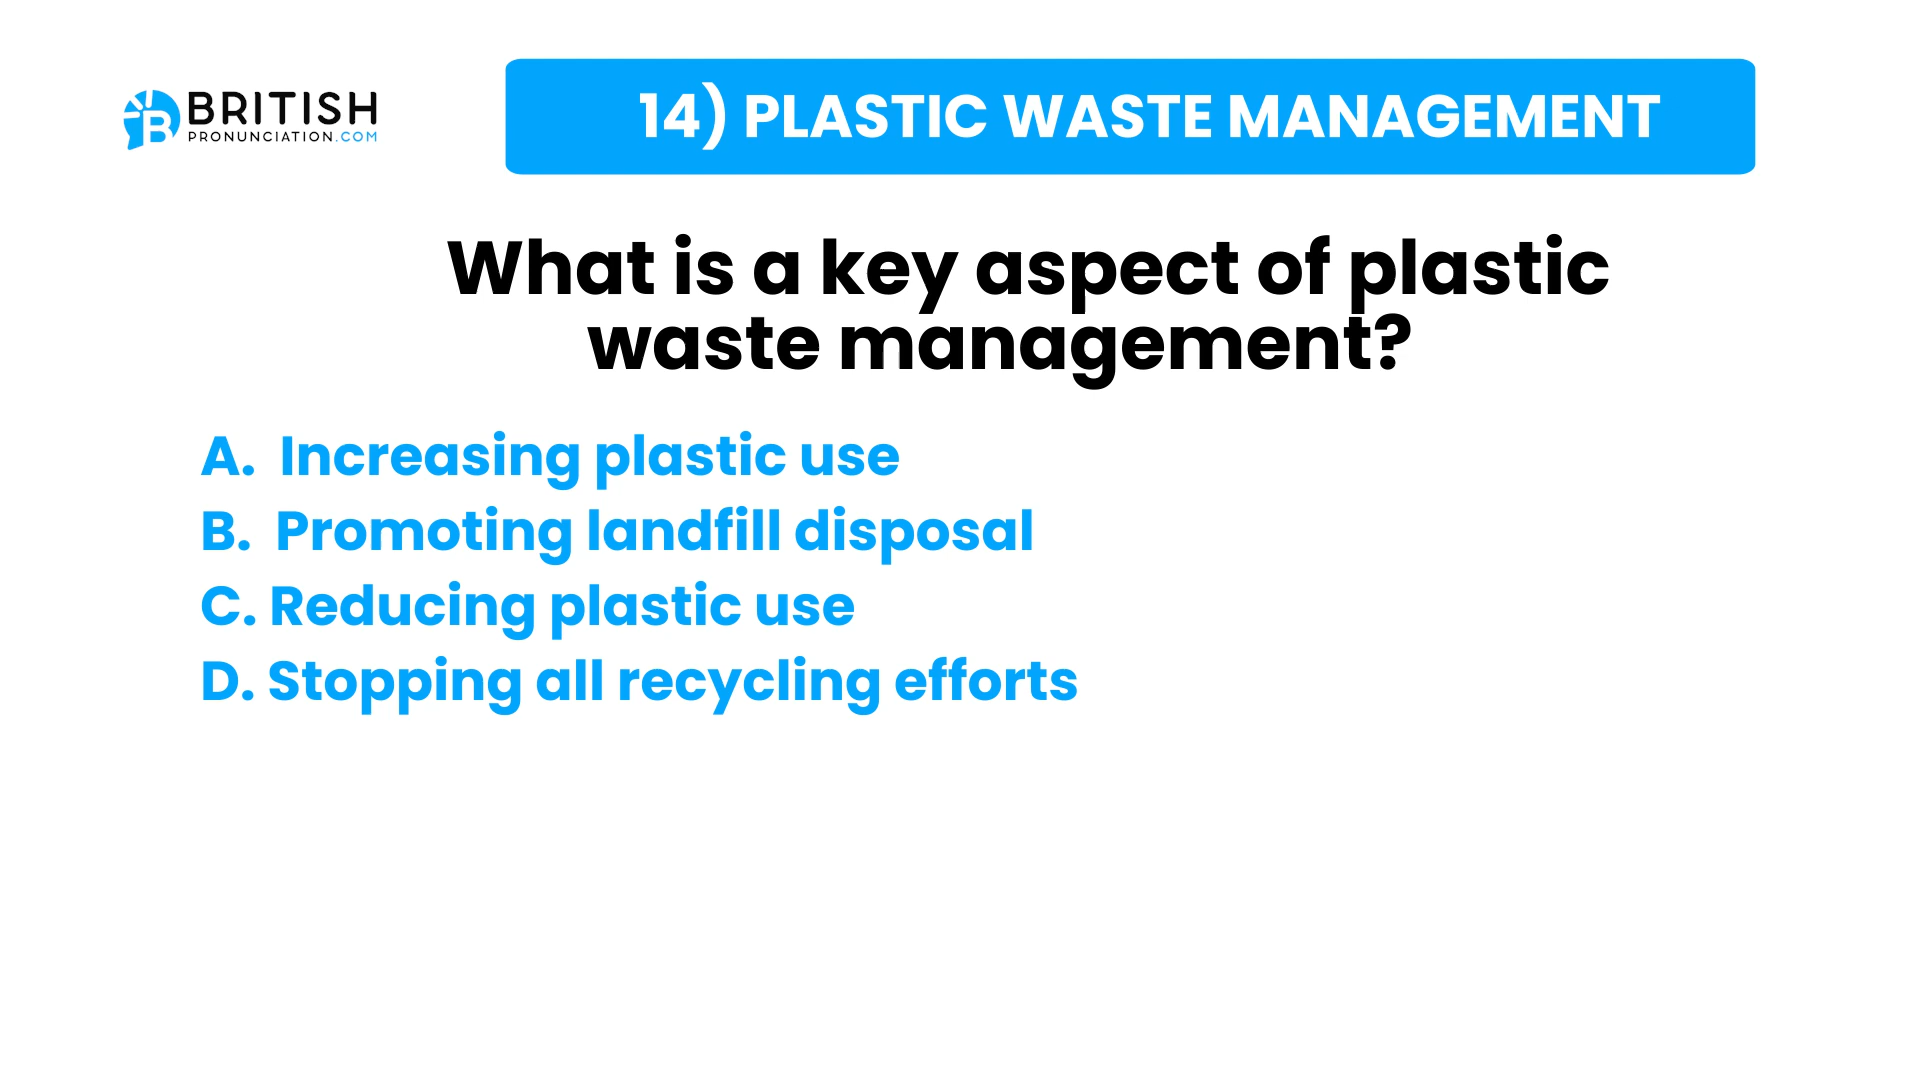 BRITISH
PRONUNCIATION.COM
14) PLASTIC WASTE MANAGEMENT
What is a key aspect of plastic
waste management?
A. Increasing plastic use
B. Promoting landfill disposal
C. Reducing plastic use
D. Stopping all recycling efforts